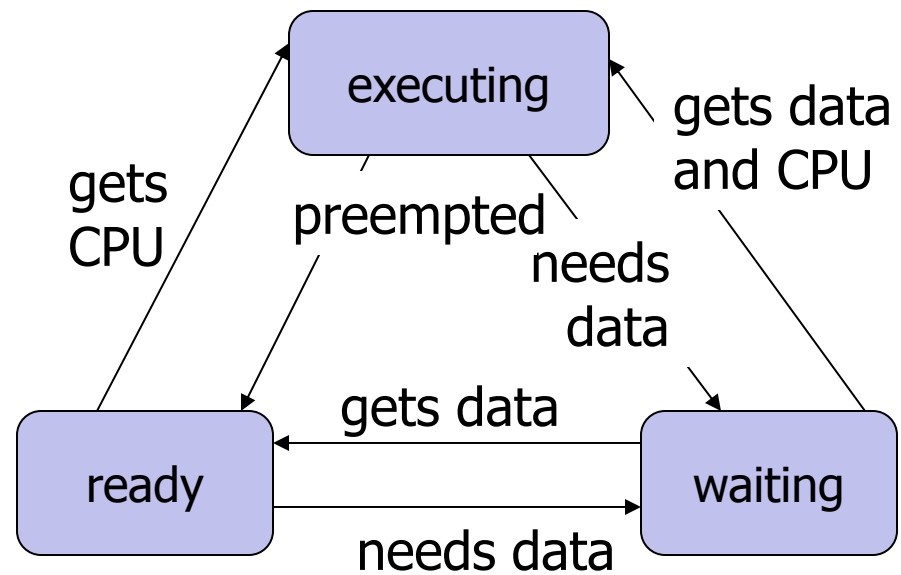 executing
gets data
and CPU
gets
CPU
preempted
needs
data
gets data
ready
waiting
needs data